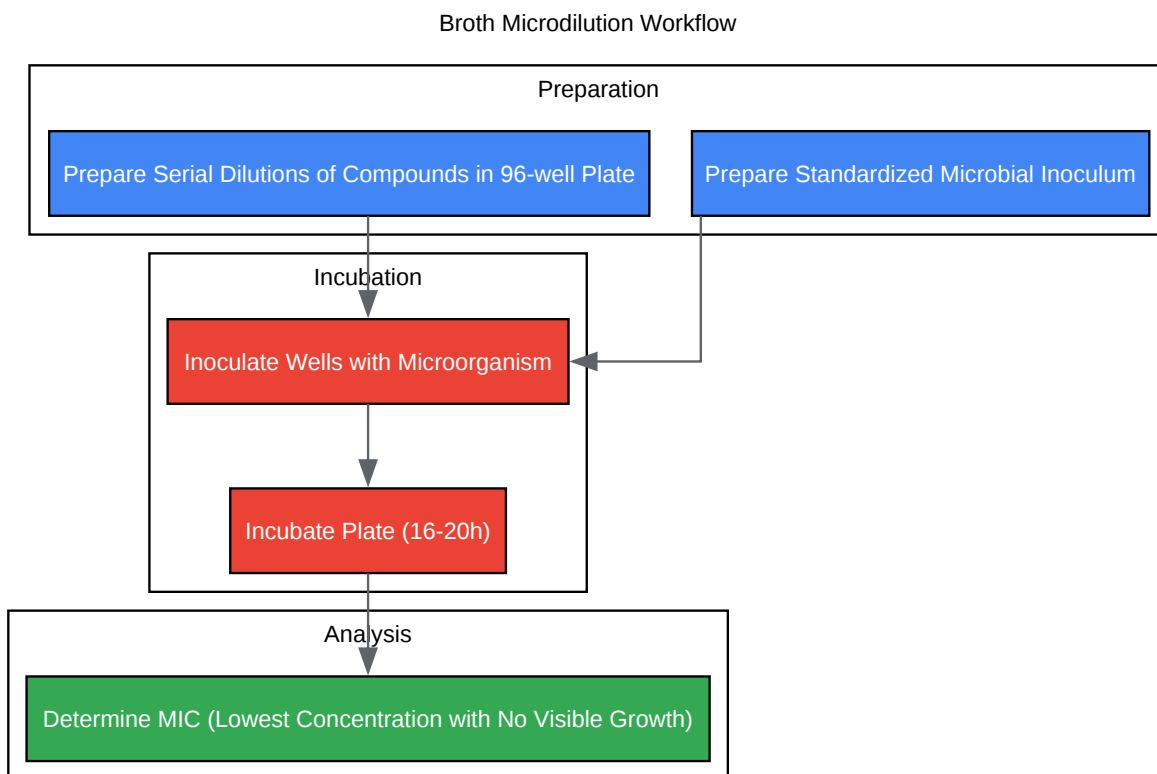 Broth Microdilution Workflow
Preparation
Prepare Serial Dilutions of Compounds in 96-well Plate
Prepare Standardized Microbial Inoculum
Incubation
Inoculate Wells with Microorganism
Incubate Plate (16-20h)
Analysis
Determine MIC (Lowest Concentration with No Visible Growth)